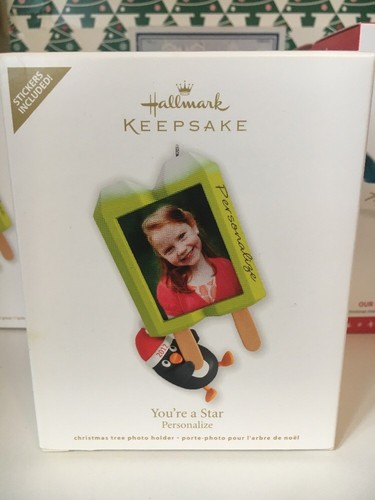 STICKERS
INCLUDED!
Hallmark
KEEPSAKE
Personalize
2012
You're a Star
Personalize
christmas tree photo holder • porte-photo pour l'arbre de noël
OUR